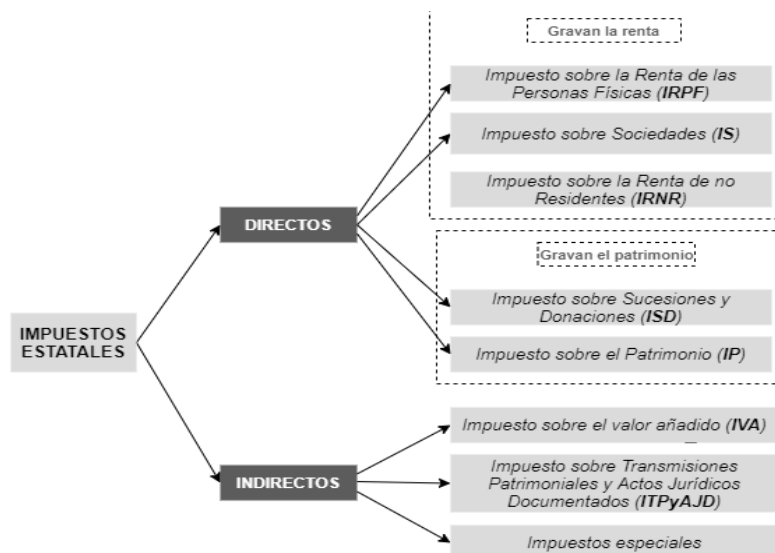 Gravan la renta
Impuesto sobre la Renta de las
Personas Físicas (IRPF)
Impuesto sobre Sociedades (IS)
Impuesto sobre la Renta de no
Residentes (IRNR)
DIRECTOS
Gravan el patrimonio
Impuesto sobre Sucesiones y
Donaciones (ISD)
Impuesto sobre el Patrimonio (IP)
IMPUESTOS
ESTATALES
Impuesto sobre el valor añadido (IVA)
INDIRECTOS
Impuesto sobre Transmisiones
Patrimoniales y Actos Jurídicos
Documentados (ITPyAJD)
Impuestos especiales